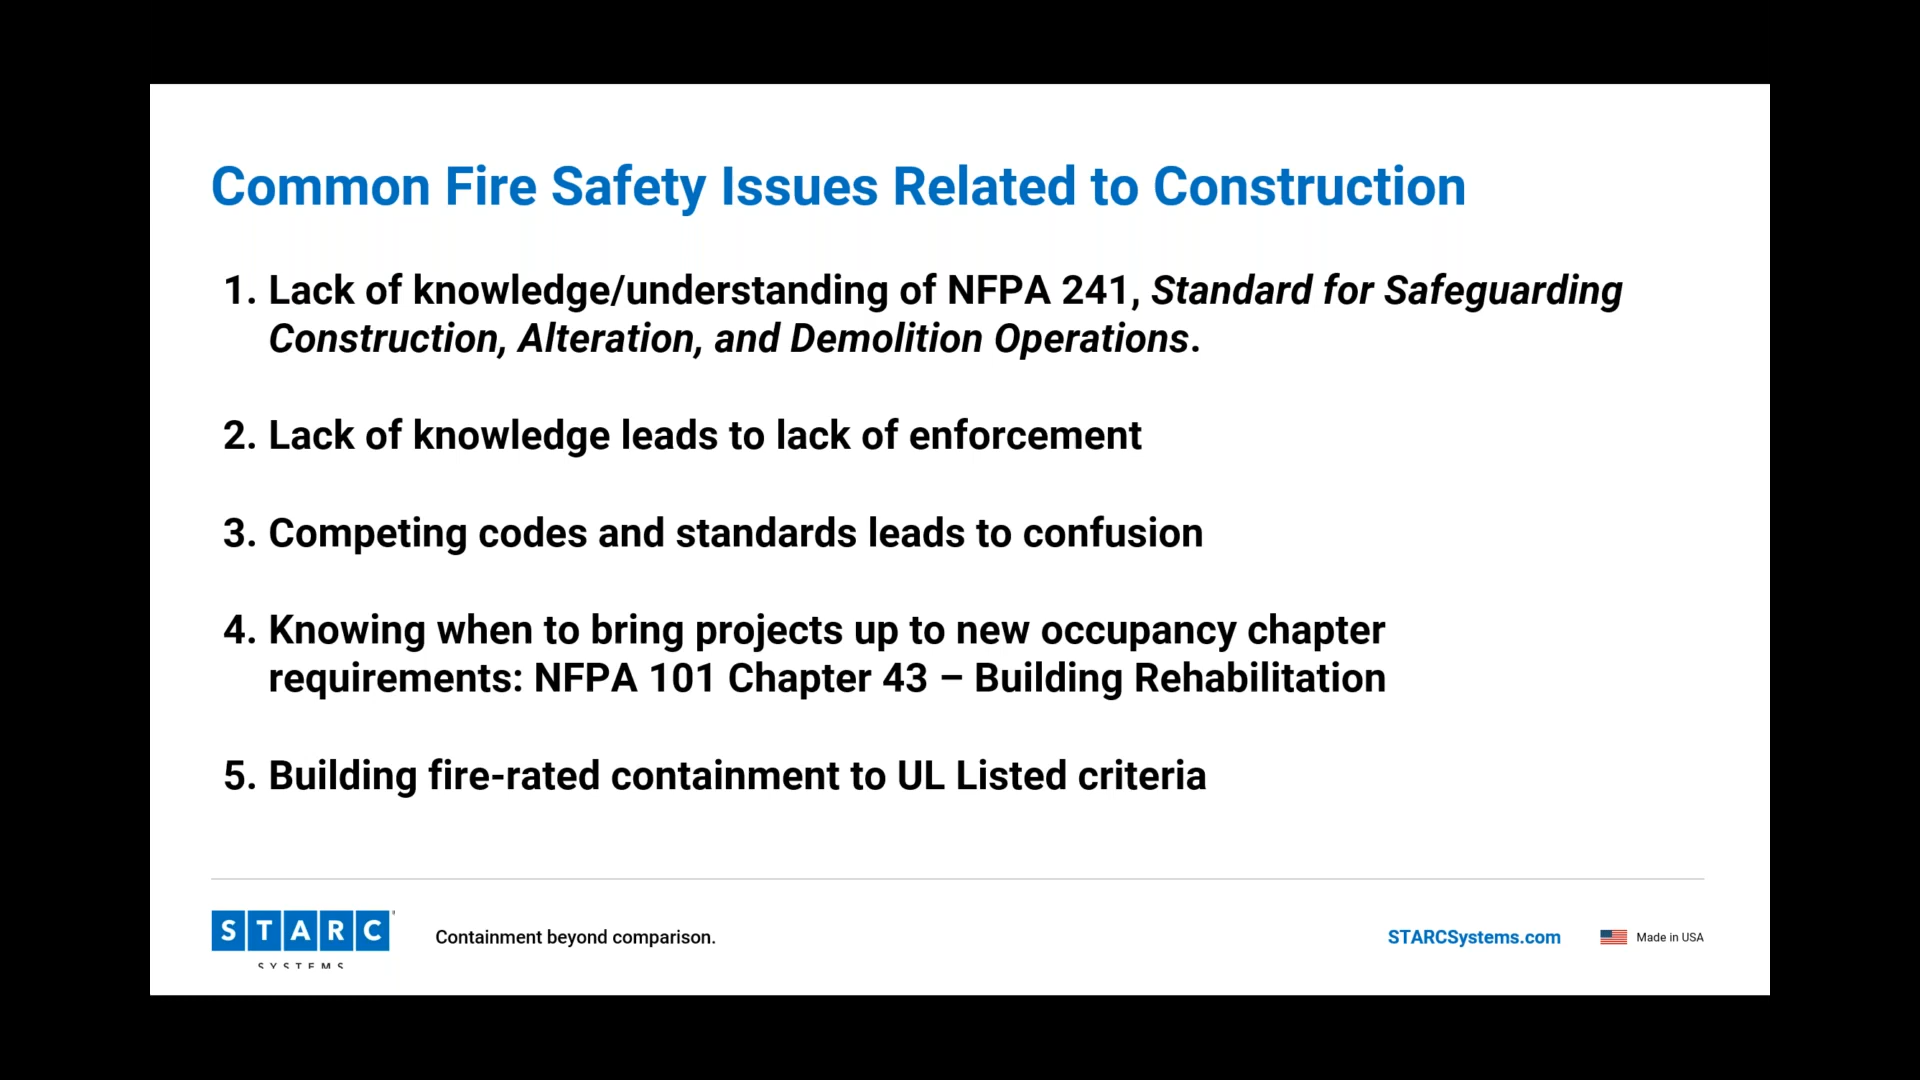 Common Fire Safety Issues Related to Construction
1. Lack of knowledge/understanding of NFPA 241, Standard for Safeguarding
Construction, Alteration, and Demolition Operations.
2. Lack of knowledge leads to lack of enforcement
3. Competing codes and standards leads to confusion
4. Knowing when to bring projects up to new occupancy chapter
requirements: NFPA 101 Chapter 43 – Building Rehabilitation
5. Building fire-rated containment to UL Listed criteria
STARC
SYSTEMS
Containment beyond comparison.
STARCSystems.com
Made in USA